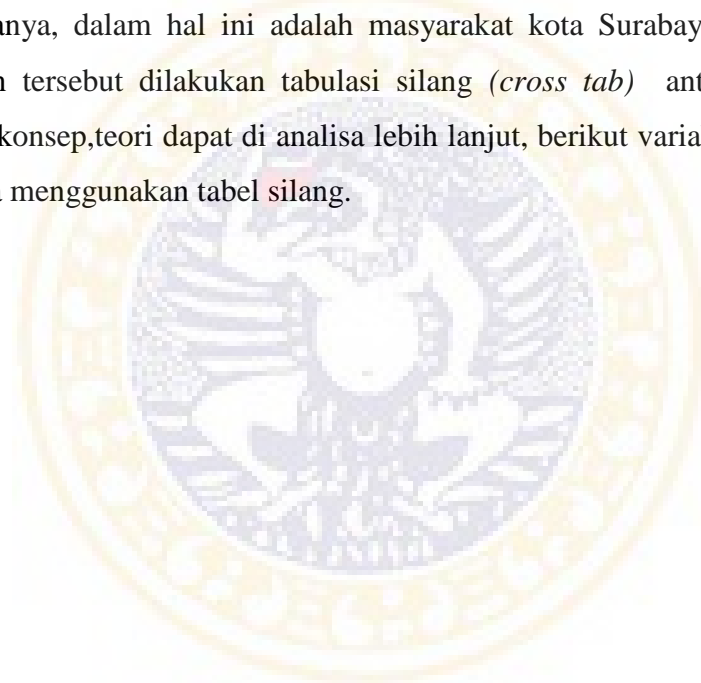 anya, dalam hal ini adalah masyarakat kota Surabay
tersebut dilakukan tabulasi silang (cross tab) ant
konsep,teori dapat di analisa lebih lanjut, berikut varia
menggunakan tabel silang.